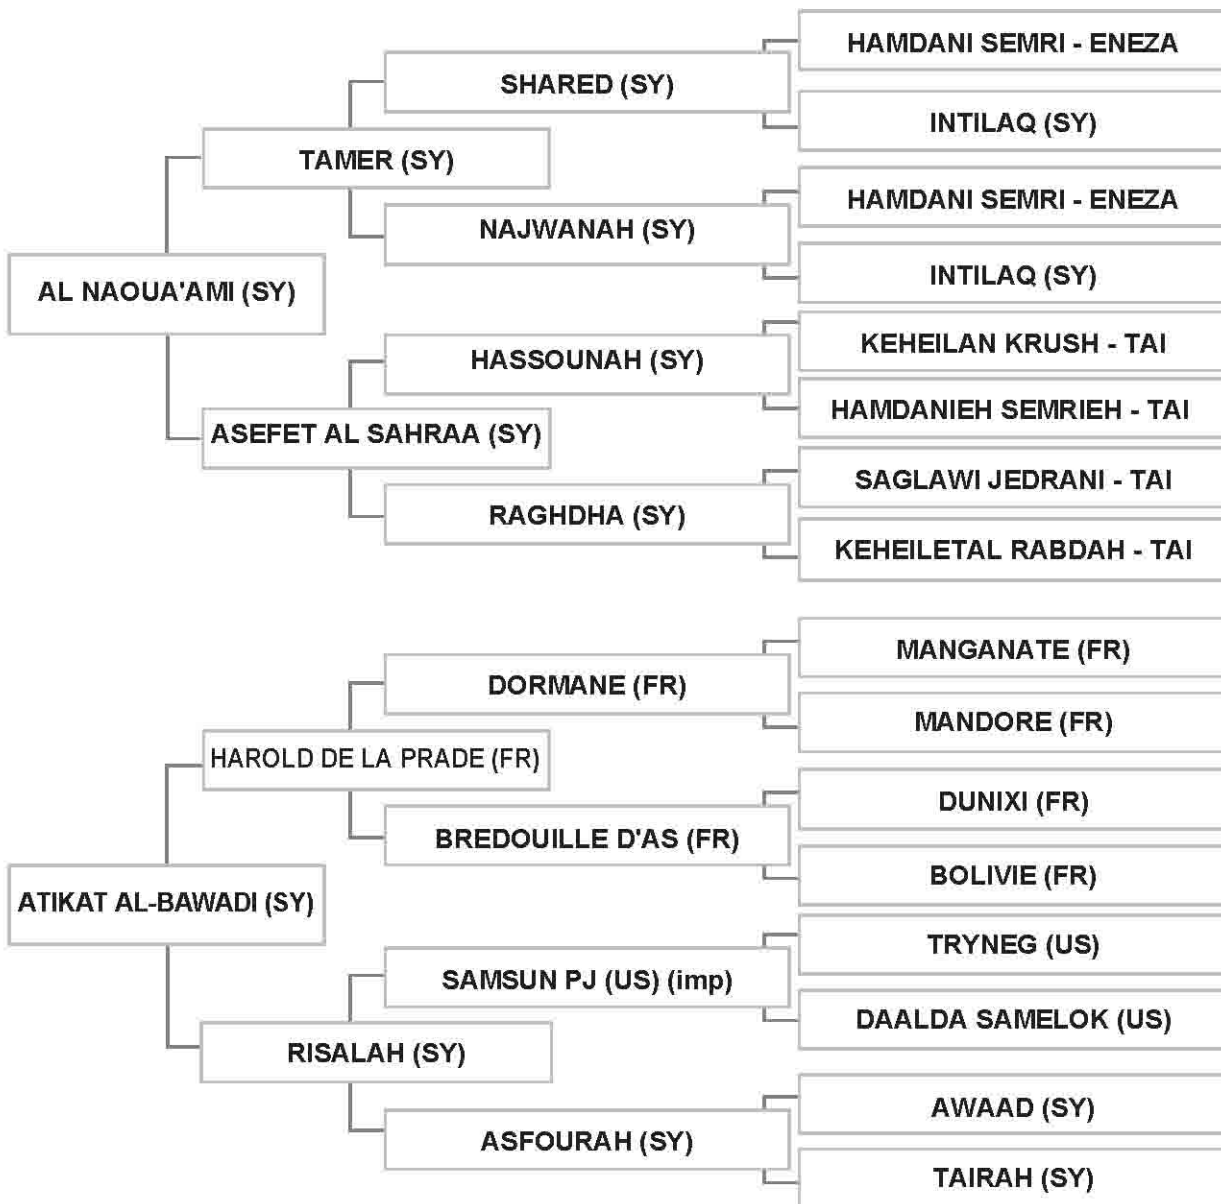 HAMDANI SEMRI - ENEZA
SHARED (SY)
INTILAQ (SY)
TAMER (SY)
HAMDANI SEMRI - ENEZA
NAJWANAH (SY)
INTILAQ (SY)
AL NAOUA'AMI (SY)
KEHEILAN KRUSH - TAI
HASSOUNAH (SY)
HAMDANIEH SEMRIEH - TAI
ASEFET AL SAHRAA (SY)
SAGLAWI JEDRANI - TAI
RAGHDHA (SY)
KEHEILETAL RABDAH - TAI
MANGANATE (FR)
DORMANE (FR)
MANDORE (FR)
HAROLD DE LA PRADE (FR)
DUNIXI (FR)
BREDOUILLE D'AS (FR)
BOLIVIE (FR)
ATIKAT AL-BAWADI (SY)
TRYNEG (US)
SAMSUN PJ (US) (imp)
DAALDA SAMELOK (US)
RISALAH (SY)
AWAAD (SY)
ASFOURAH (SY)
TAIRAH (SY)